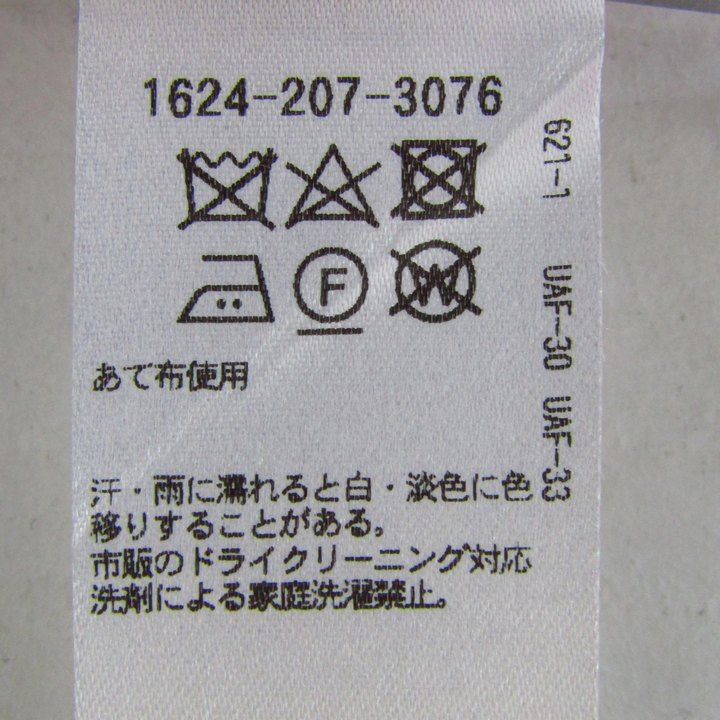 1624-207-3076
F
W
あて布使用
汗・雨に濡れると白・淡色に色
移りすることがある。
市販のドライクリーニング対応
洗剤による家庭洗濯禁止。
621-1 UAF-30 UAF-33